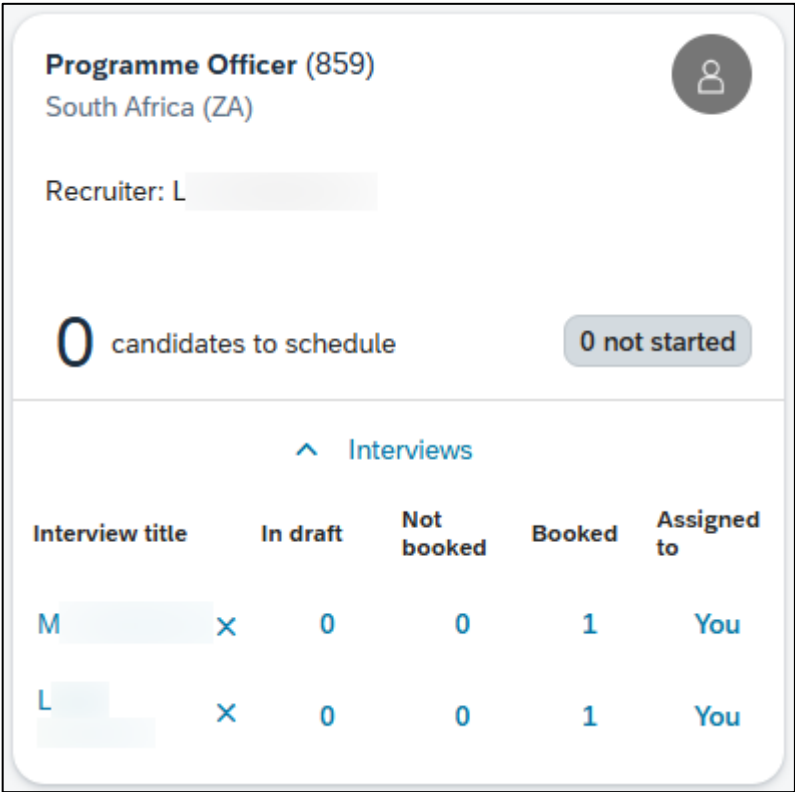 Programme Officer (859)
South Africa (ZA)
Recruiter: L
0 candidates to schedule
0 not started
Interviews
Interview title In draft Not booked Booked Assigned to
M × 0 0 1 You
L × 0 0 1 You